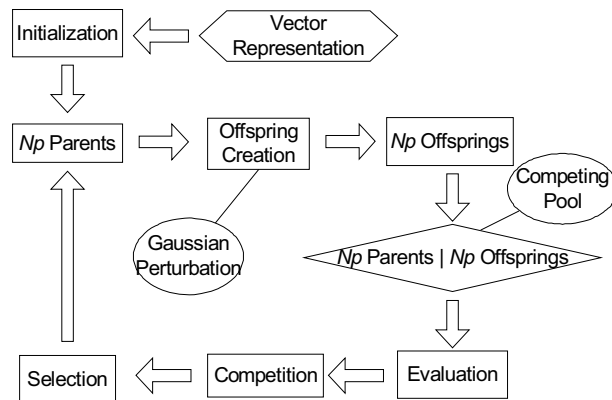 Initialization
Vector
Representation
Np Parents
Offspring
Creation
Np Offsprings
Competing
Pool
Gaussian
Perturbation
Np Parents | Np Offsprings
Selection
Competition
Evaluation